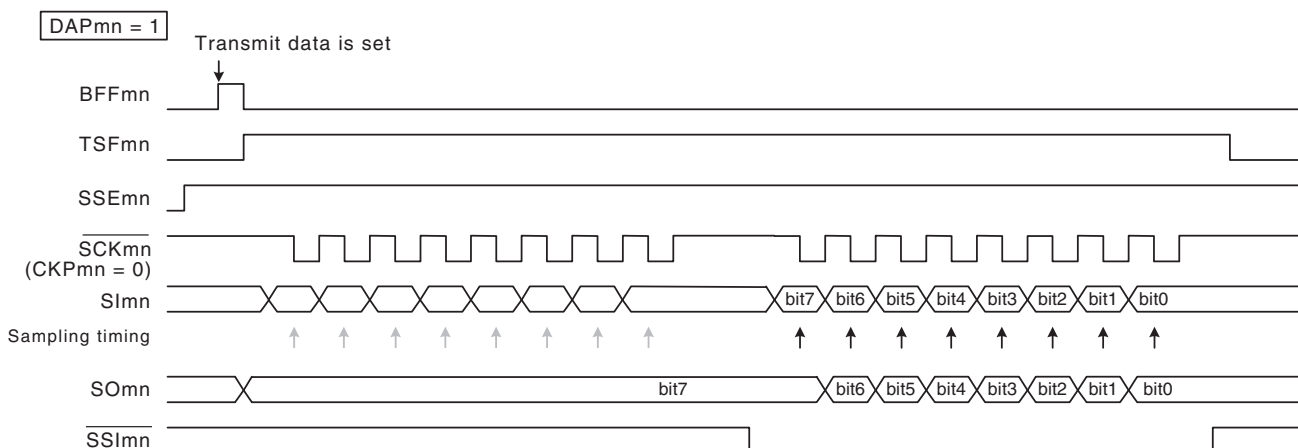 DAPmn = 1
Transmit data is set
BFFmn
TSFmn
SSEmn
SCKmn
(CKPmn = 0)
SImn
bit7 bit6 bit5 bit4 bit3 bit2 bit1 bit0
Sampling timing
SOmn
bit7 bit6 bit5 bit4 bit3 bit2 bit1 bit0
SSImn